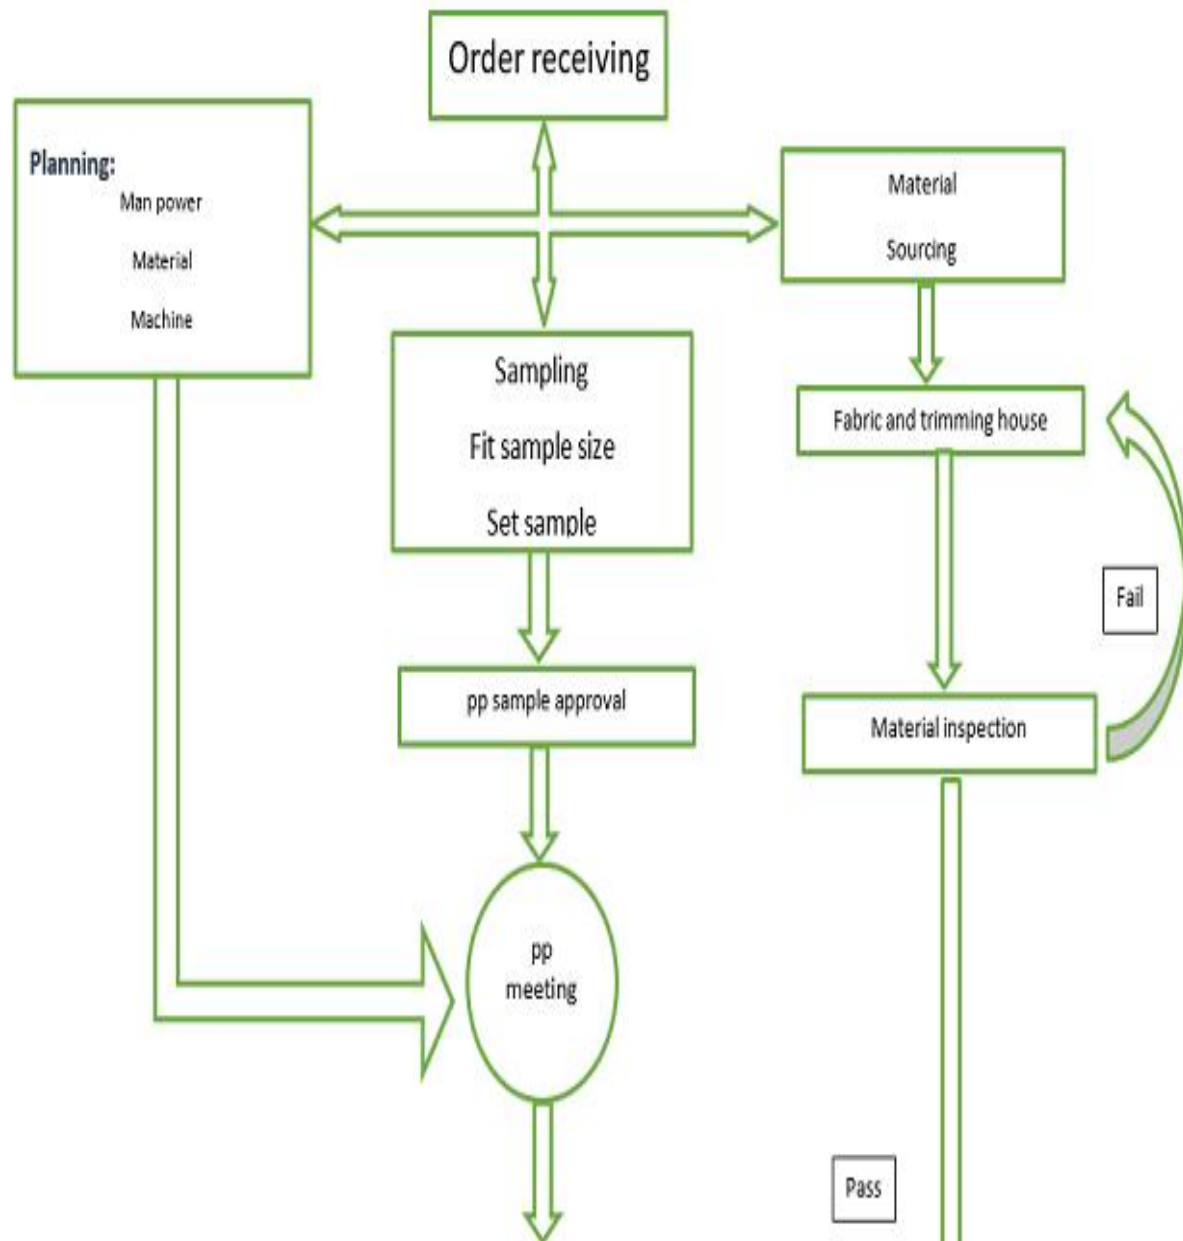 Order receiving
Planning:
Man power
Material
Machine
Material
Sourcing
Sampling
Fit sample size
Set sample
Fabric and trimming house
Fail
pp sample approval
Material inspection
pp
meeting
Pass